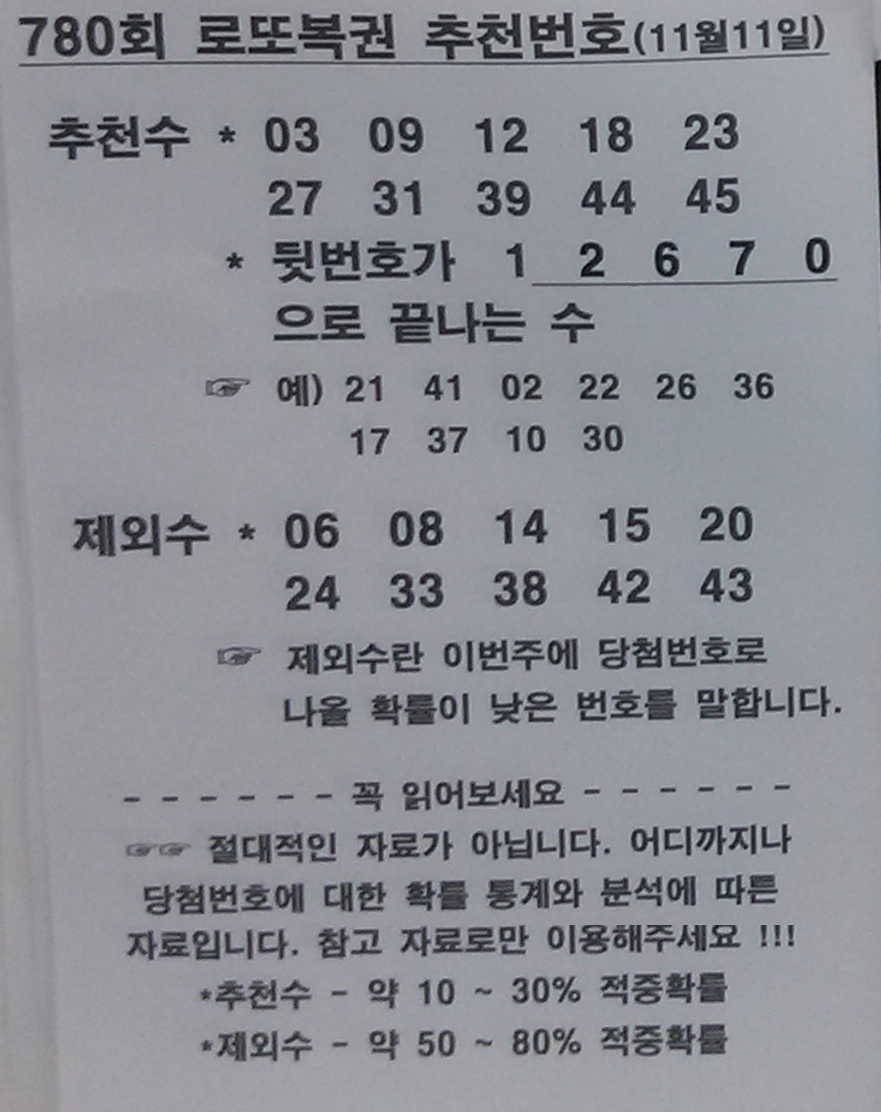 780회 로또복권 추천번호(11월11일)
추천수 * 03 09 12 18 23
27 31 39 44 45
* 뒷번호가 1 2 6 7 0
으로 끝나는 수
☞ 예) 21 41 02 22 26 36
17 37 10 30
제외수 * 06 08 14 15 20
24 33 38 42 43
☞ 제외수란 이번주에 당첨번호로
나올 확률이 낮은 번호를 말합니다.
- - - - - - 꼭 읽어보세요 - - - - - -
☞☞ 절대적인 자료가 아닙니다. 어디까지나
당첨번호에 대한 확률 통계와 분석에 따른
자료입니다. 참고 자료로만 이용해주세요 !!!
*추천수 - 약 10 ~ 30% 적중확률
*제외수 - 약 50 ~ 80% 적중확률